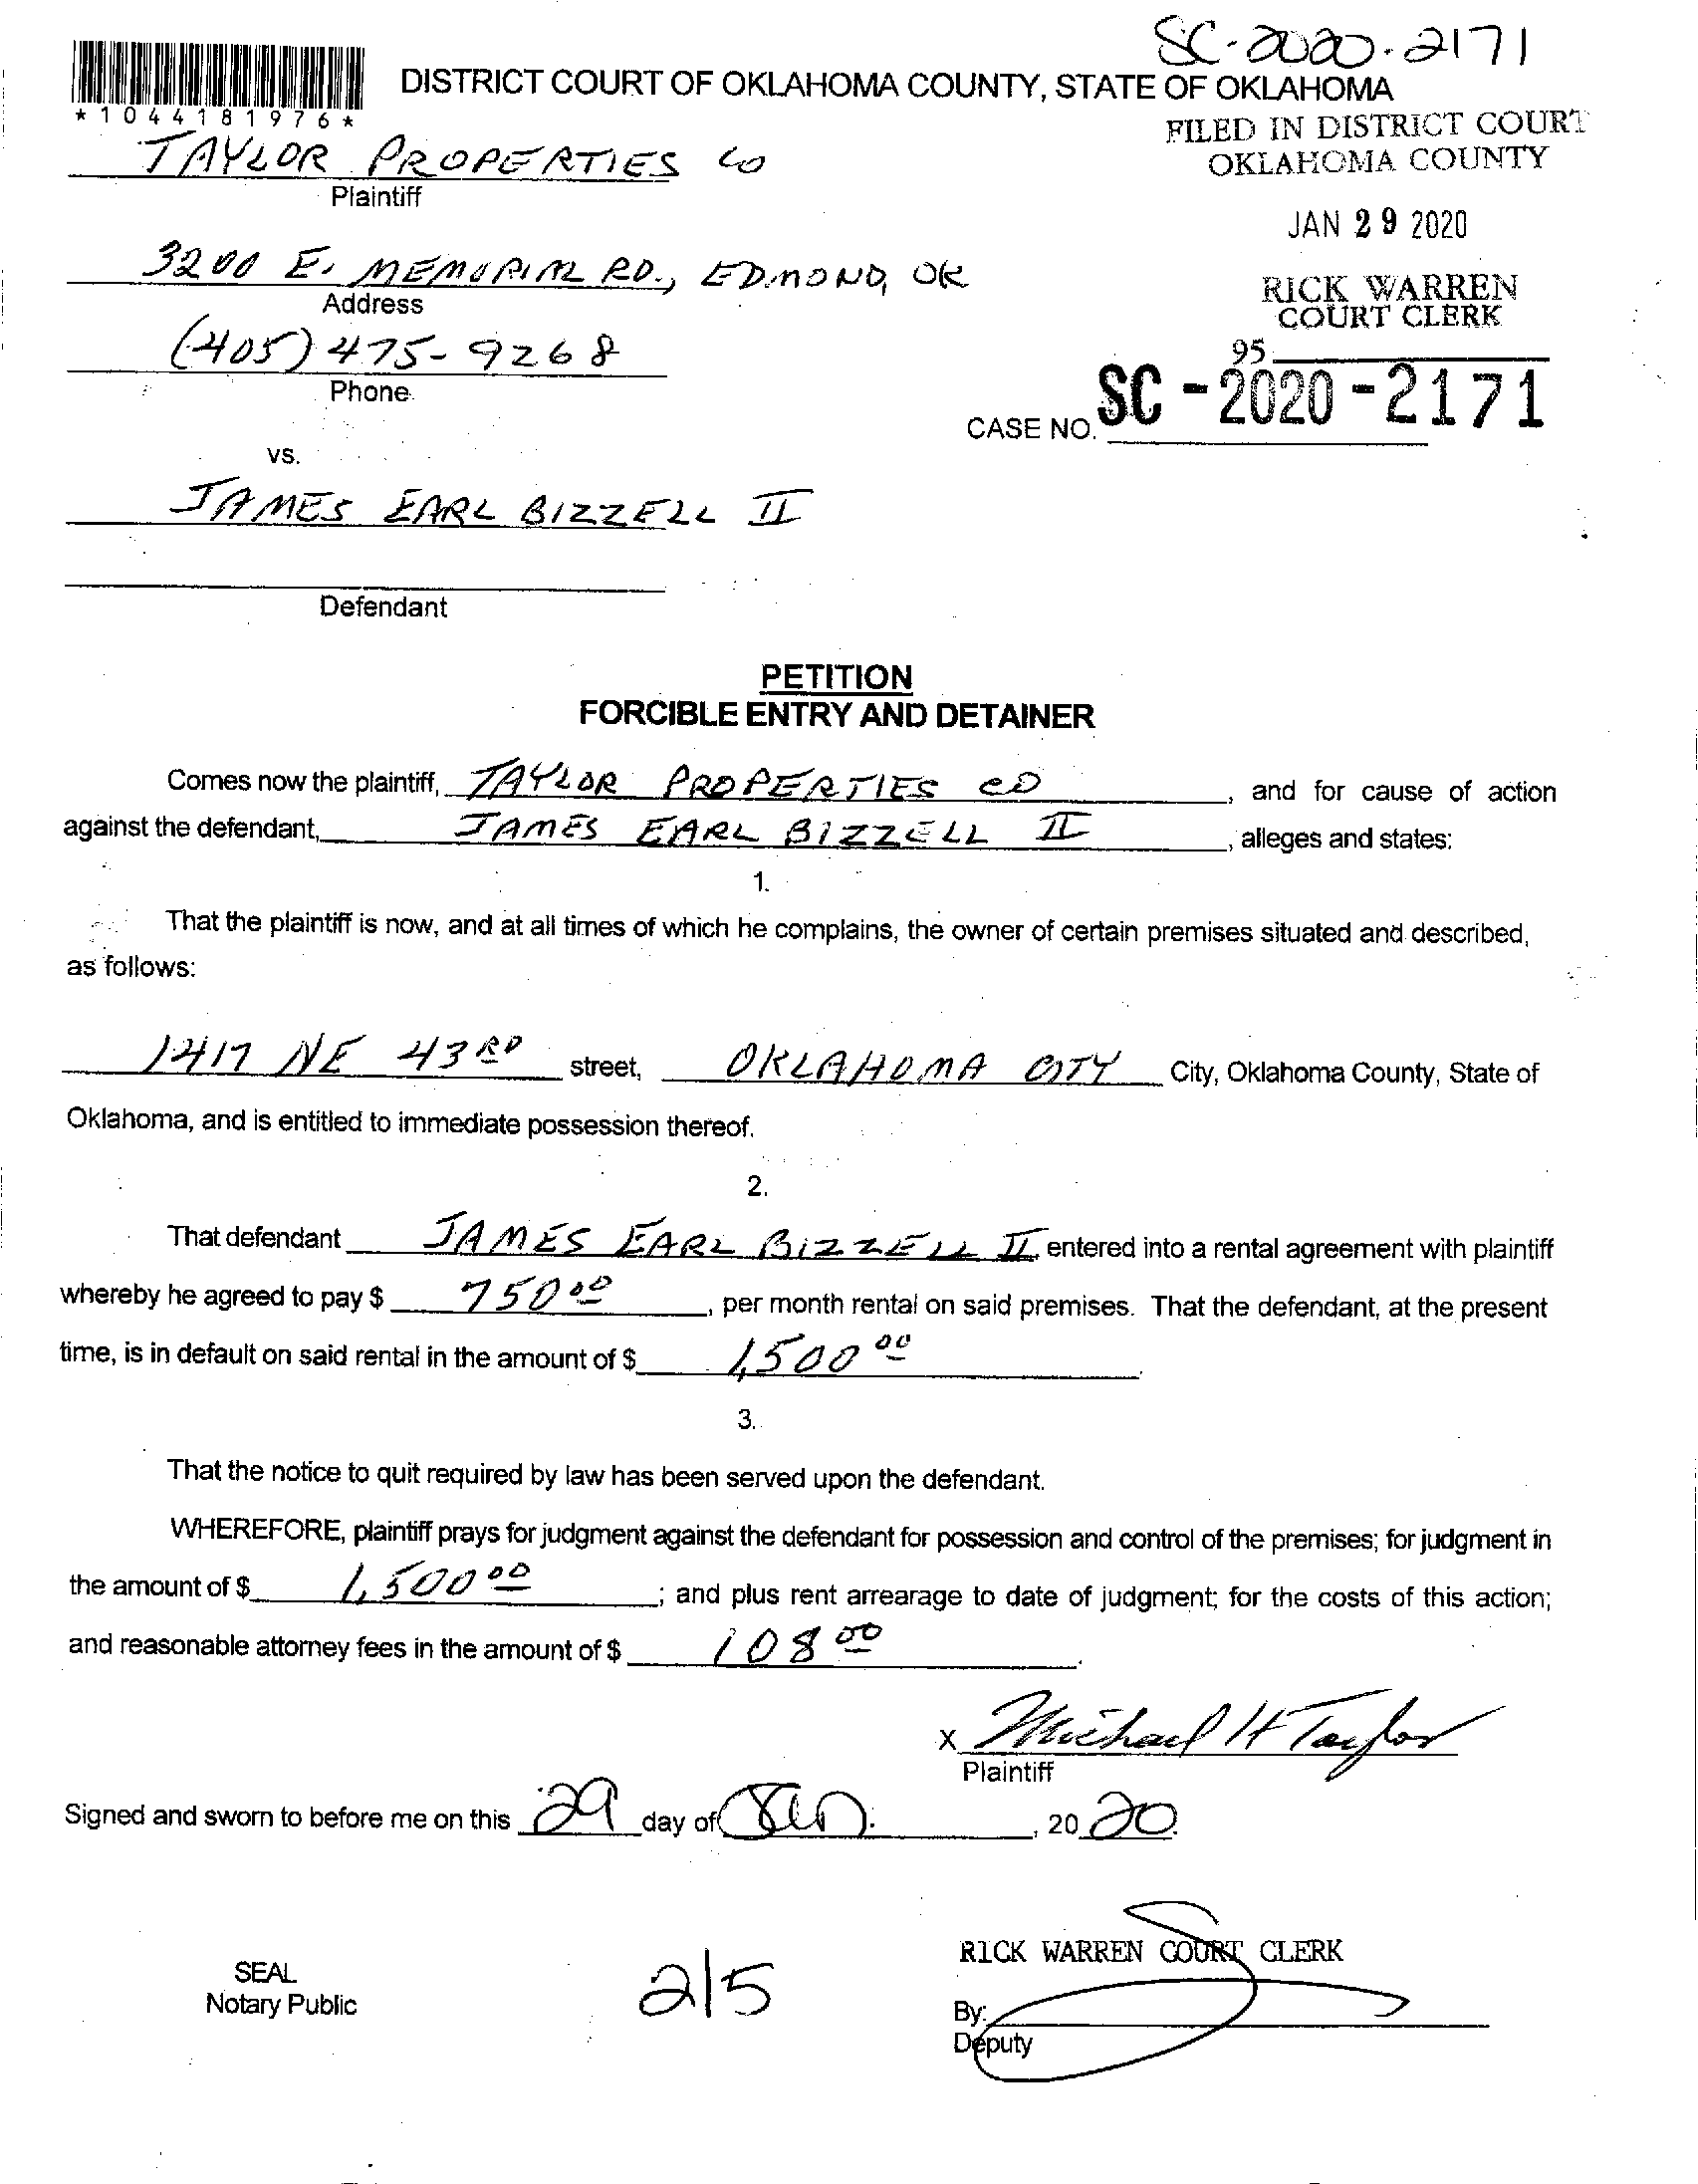 SC-2020-2171
DISTRICT COURT OF OKLAHOMA COUNTY, STATE OF OKLAHOMA
*1044181976*
FILED IN DISTRICT COURT
OKLAHOMA COUNTY
TAYLOR PROPERTIES CO
Plaintiff
JAN 29 2020
3200 E. MEMORIAL RD., EDMOND, OK
Address
RICK WARREN
COURT CLERK
(405) 475-9268
Phone
95
CASE NO. SC-2020-2171
vs.
JAMES EARL BIZZELL II
Defendant
PETITION
FORCIBLE ENTRY AND DETAINER
Comes now the plaintiff, TAYLOR PROPERTIES CO, and for cause of action
against the defendant, JAMES EARL BIZZELL II, alleges and states:
1.
That the plaintiff is now, and at all times of which he complains, the owner of certain premises situated and described,
as follows:
1417 NE 43RD street, OKLAHOMA CITY City, Oklahoma County, State of
Oklahoma, and is entitled to immediate possession thereof.
2.
That defendant JAMES EARL BIZZELL II entered into a rental agreement with plaintiff
whereby he agreed to pay $ 750 00, per month rental on said premises. That the defendant, at the present
time, is in default on said rental in the amount of $ 1,500 00.
3.
That the notice to quit required by law has been served upon the defendant.
WHEREFORE, plaintiff prays for judgment against the defendant for possession and control of the premises; for judgment in
the amount of $ 1,500 00; and plus rent arrearage to date of judgment; for the costs of this action;
and reasonable attorney fees in the amount of $ 108 00.
X Michael H Taylor
Plaintiff
Signed and sworn to before me on this 29 day of Jan., 20 20.
RICK WARREN COURT CLERK
SEAL
Notary Public
2/5
By:
Deputy